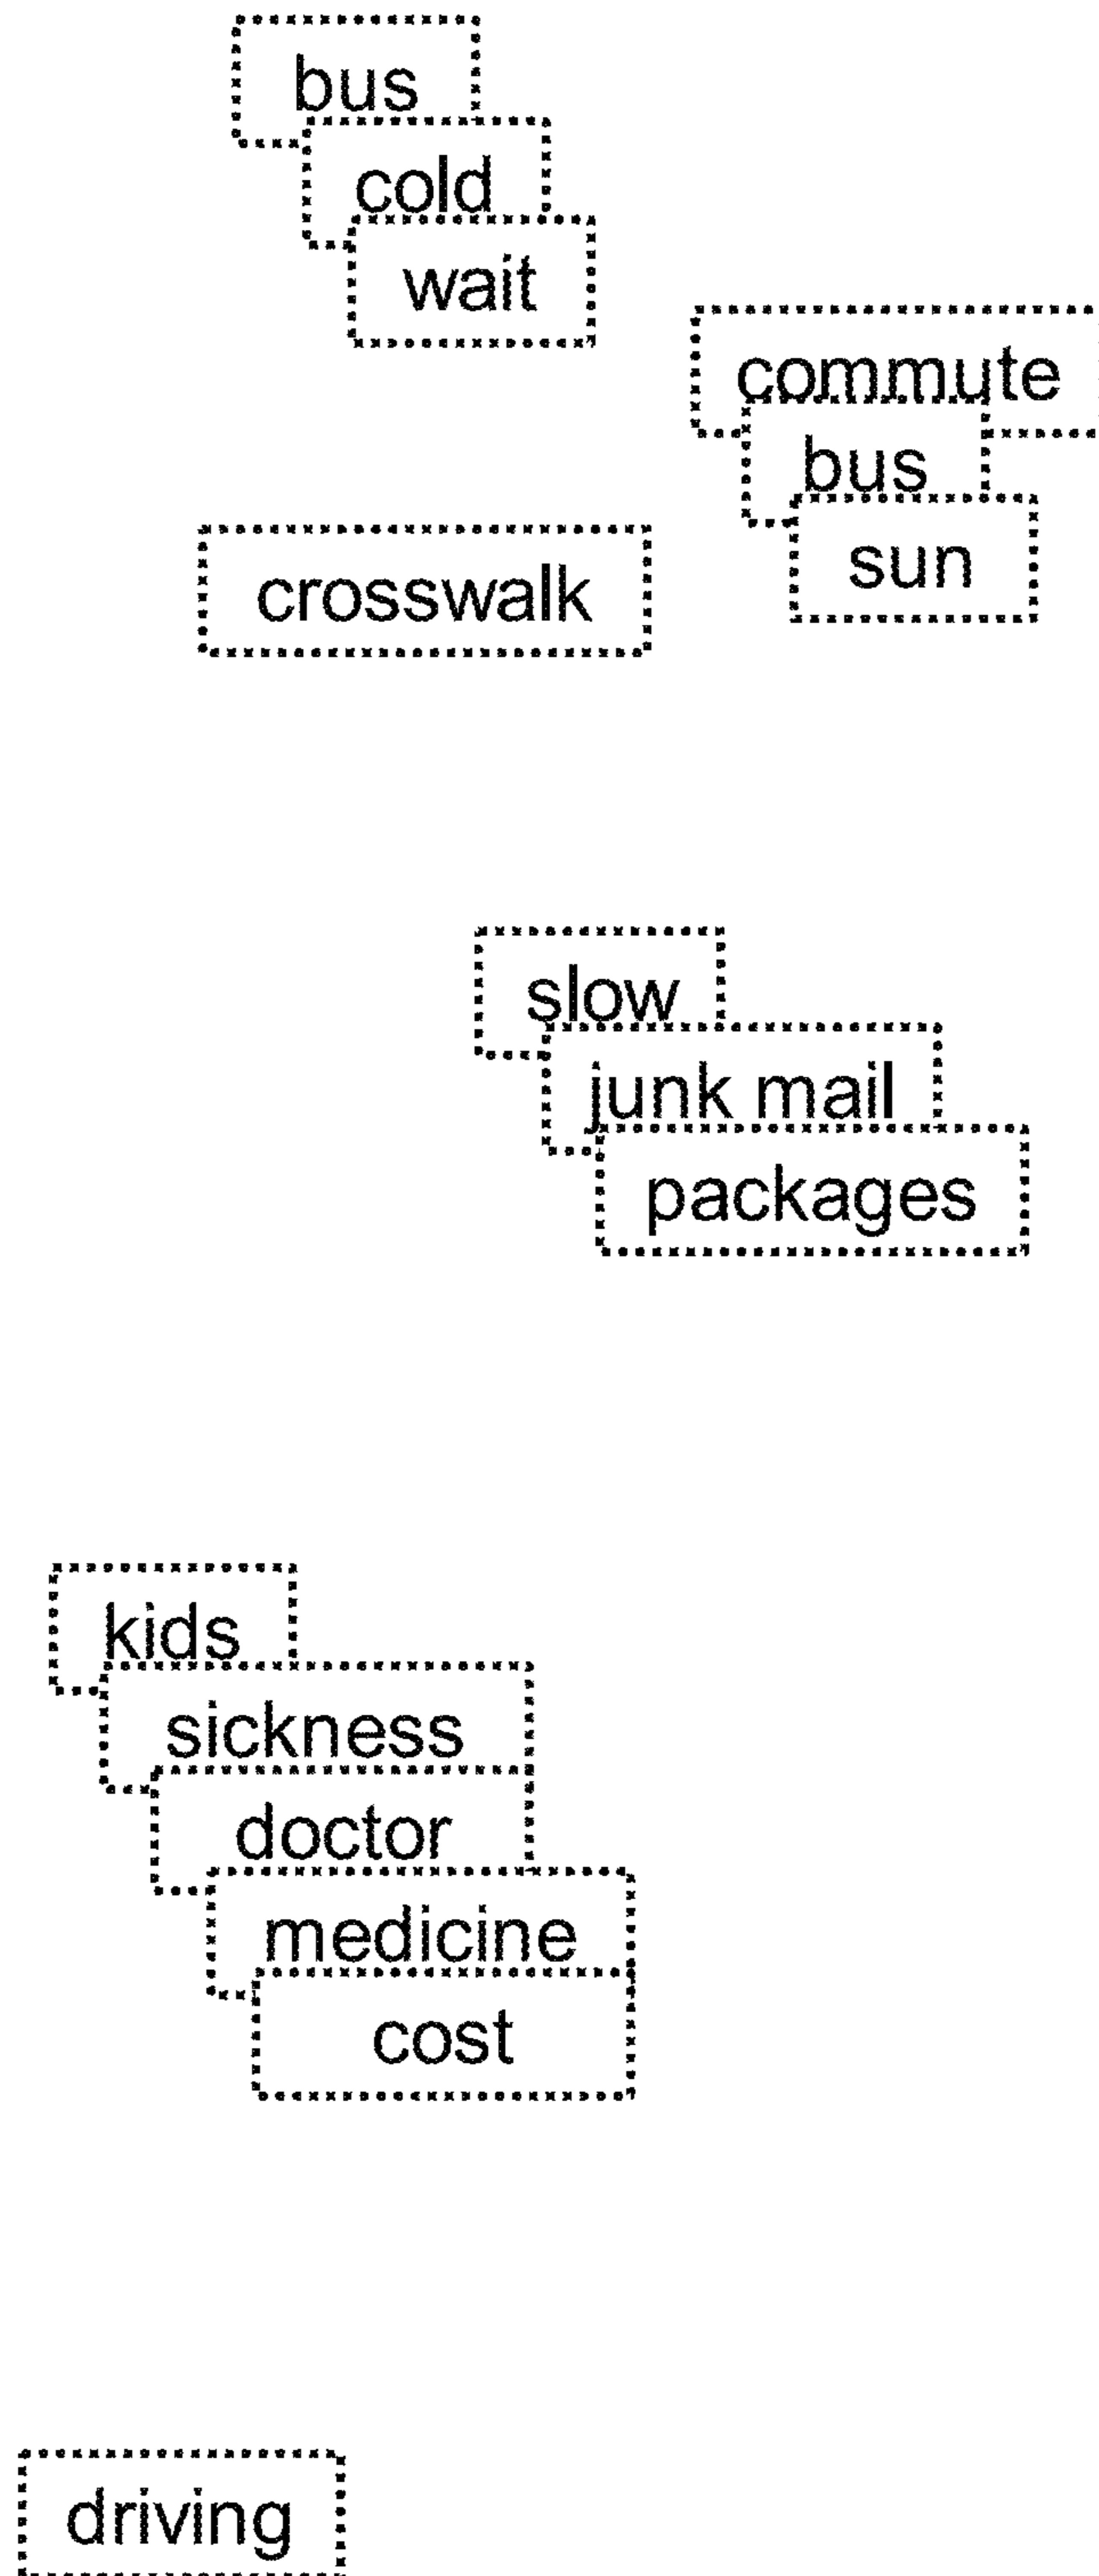 bus
cold
wait
commute
bus
sun
crosswalk
slow
junk mail
packages
kids
sickness
doctor
medicine
cost
driving